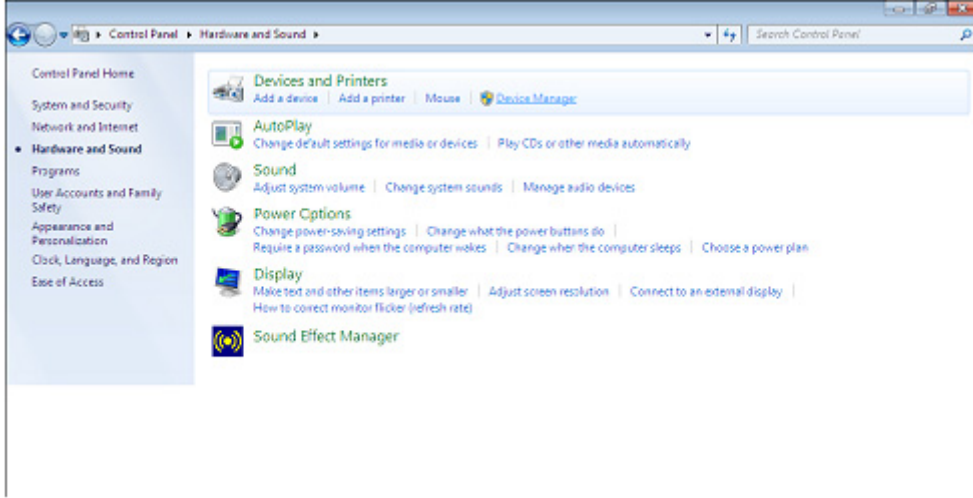 Control Panel Hardware and Sound
Search Control Panel
Control Panel Home
System and Security
Network and Internet
Hardware and Sound
Programs
User Accounts and Family
Safety
Appearance and
Personalization
Clock, Language, and Region
Ease of Access
Devices and Printers
Add a device Add a printer Mouse Device Manager
AutoPlay
Change default settings for media or devices Play CDs or other media automatically
Sound
Adjust system volume Change system sounds Manage audio devices
Power Options
Change power-saving settings Change what the power buttons do
Require a password when the computer wakes Change when the computer sleeps Choose a power plan
Display
Make text and other items larger or smaller Adjust screen resolution Connect to an external display
How to correct monitor flicker (refresh rate)
Sound Effect Manager